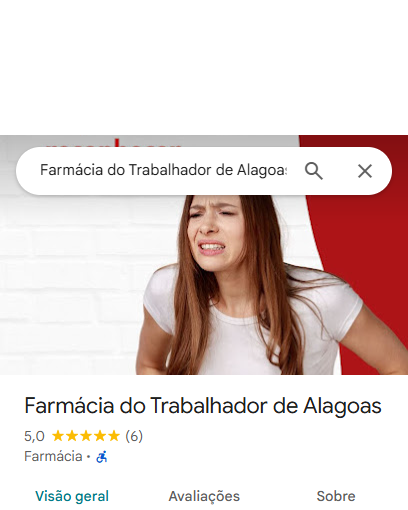 Farmácia do Trabalhador de Alagoas
Farmácia do Trabalhador de Alagoas
5,0 (6)
Farmácia ·
Visão geral Avaliações Sobre